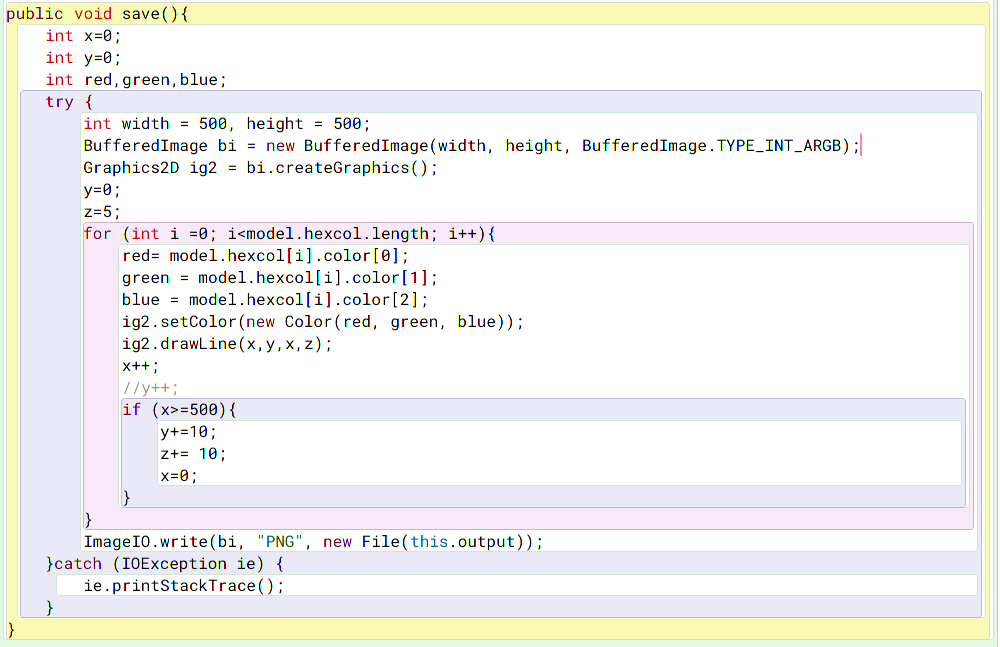 public void save(){
    int x=0;
    int y=0;
    int red,green,blue;
    try {
        int width = 500, height = 500;
        BufferedImage bi = new BufferedImage(width, height, BufferedImage.TYPE_INT_ARGB);
        Graphics2D ig2 = bi.createGraphics();
        y=0;
        z=5;
        for (int i =0; i<model.hexcol.length; i++){
            red= model.hexcol[i].color[0];
            green = model.hexcol[i].color[1];
            blue = model.hexcol[i].color[2];
            ig2.setColor(new Color(red, green, blue));
            ig2.drawLine(x,y,x,z);
            x++;
            //y++;
            if (x>=500){
                y+=10;
                z+= 10;
                x=0;
            }
        }
        ImageIO.write(bi, "PNG", new File(this.output));
    }catch (IOException ie) {
        ie.printStackTrace();
    }
}